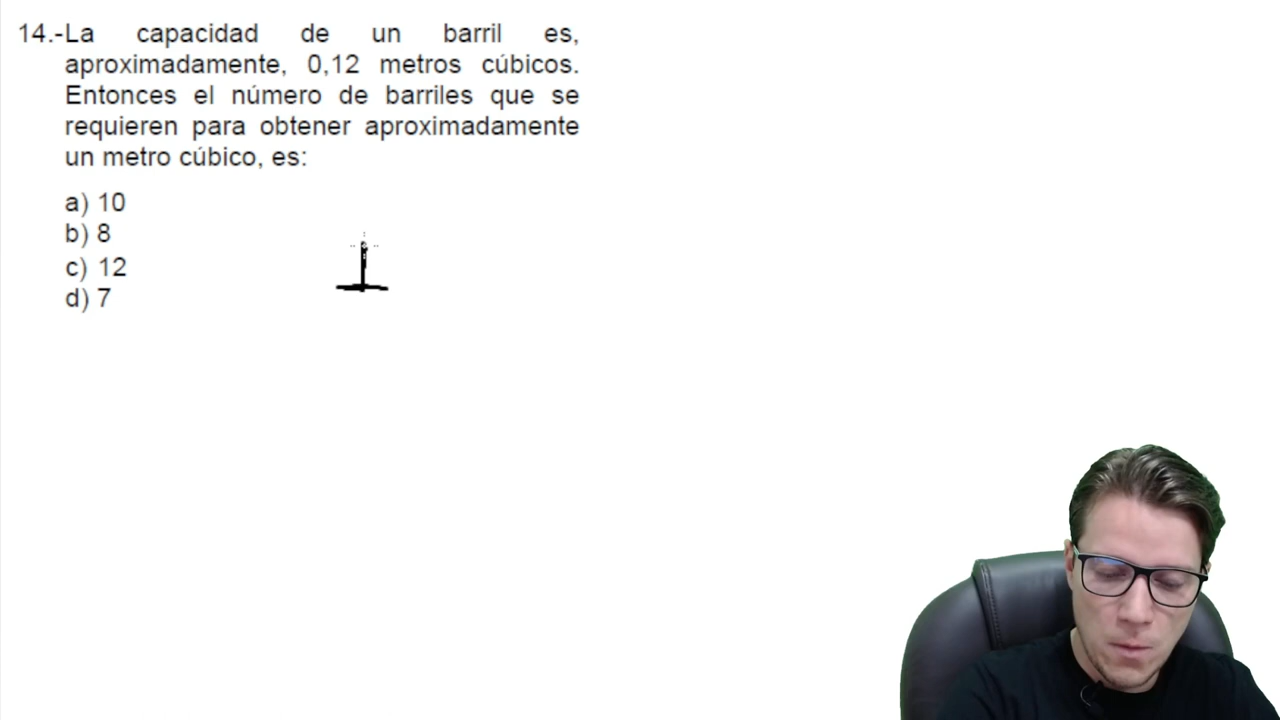 14.-La capacidad de un barril es,
aproximadamente, 0,12 metros cúbicos.
Entonces el número de barriles que se
requieren para obtener aproximadamente
un metro cúbico, es:
a) 10
b) 8
c) 12
d) 7